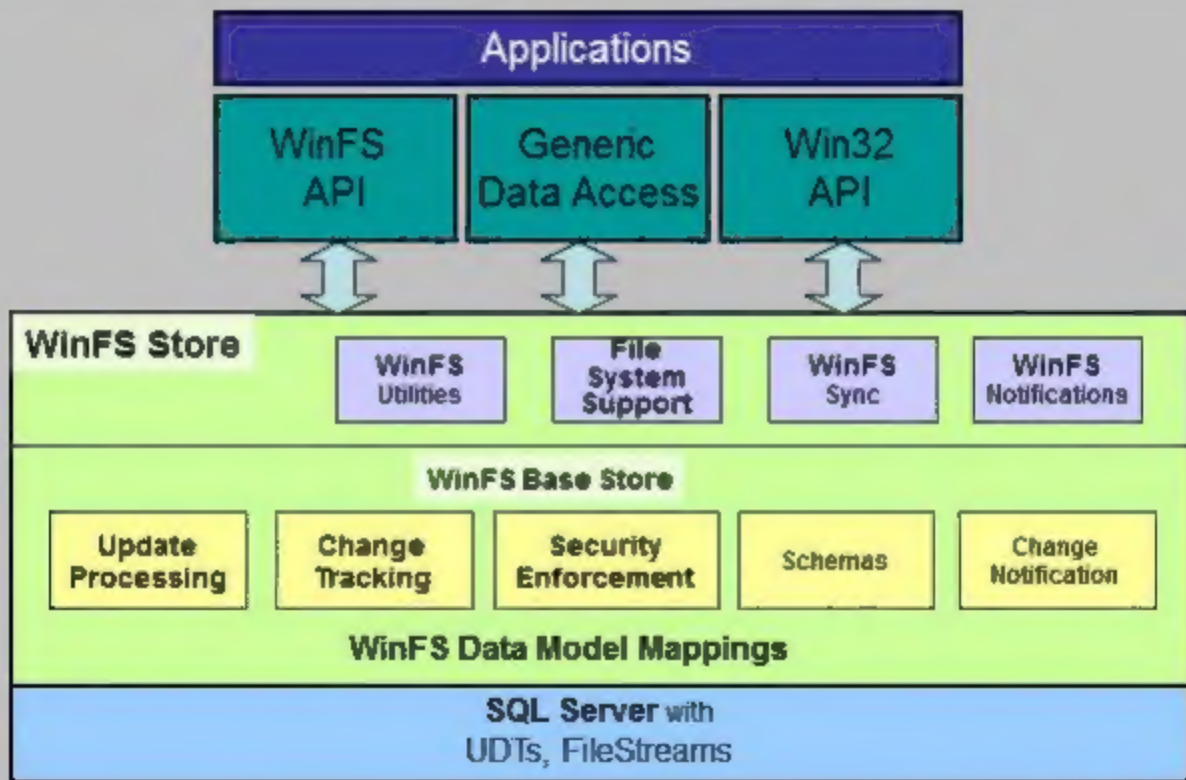 Applications
WinFS
API
Generic
Data Access
Win32
API
WinFS Store
WinFS
Utilities
File
System
Support
WinFS
Sync
WinFS
Notifications
WinFS Base Store
Update
Processing
Change
Tracking
Security
Enforcement
Schemas
Change
Notification
WinFS Data Model Mappings
SQL Server with
UDTs, FileStreams